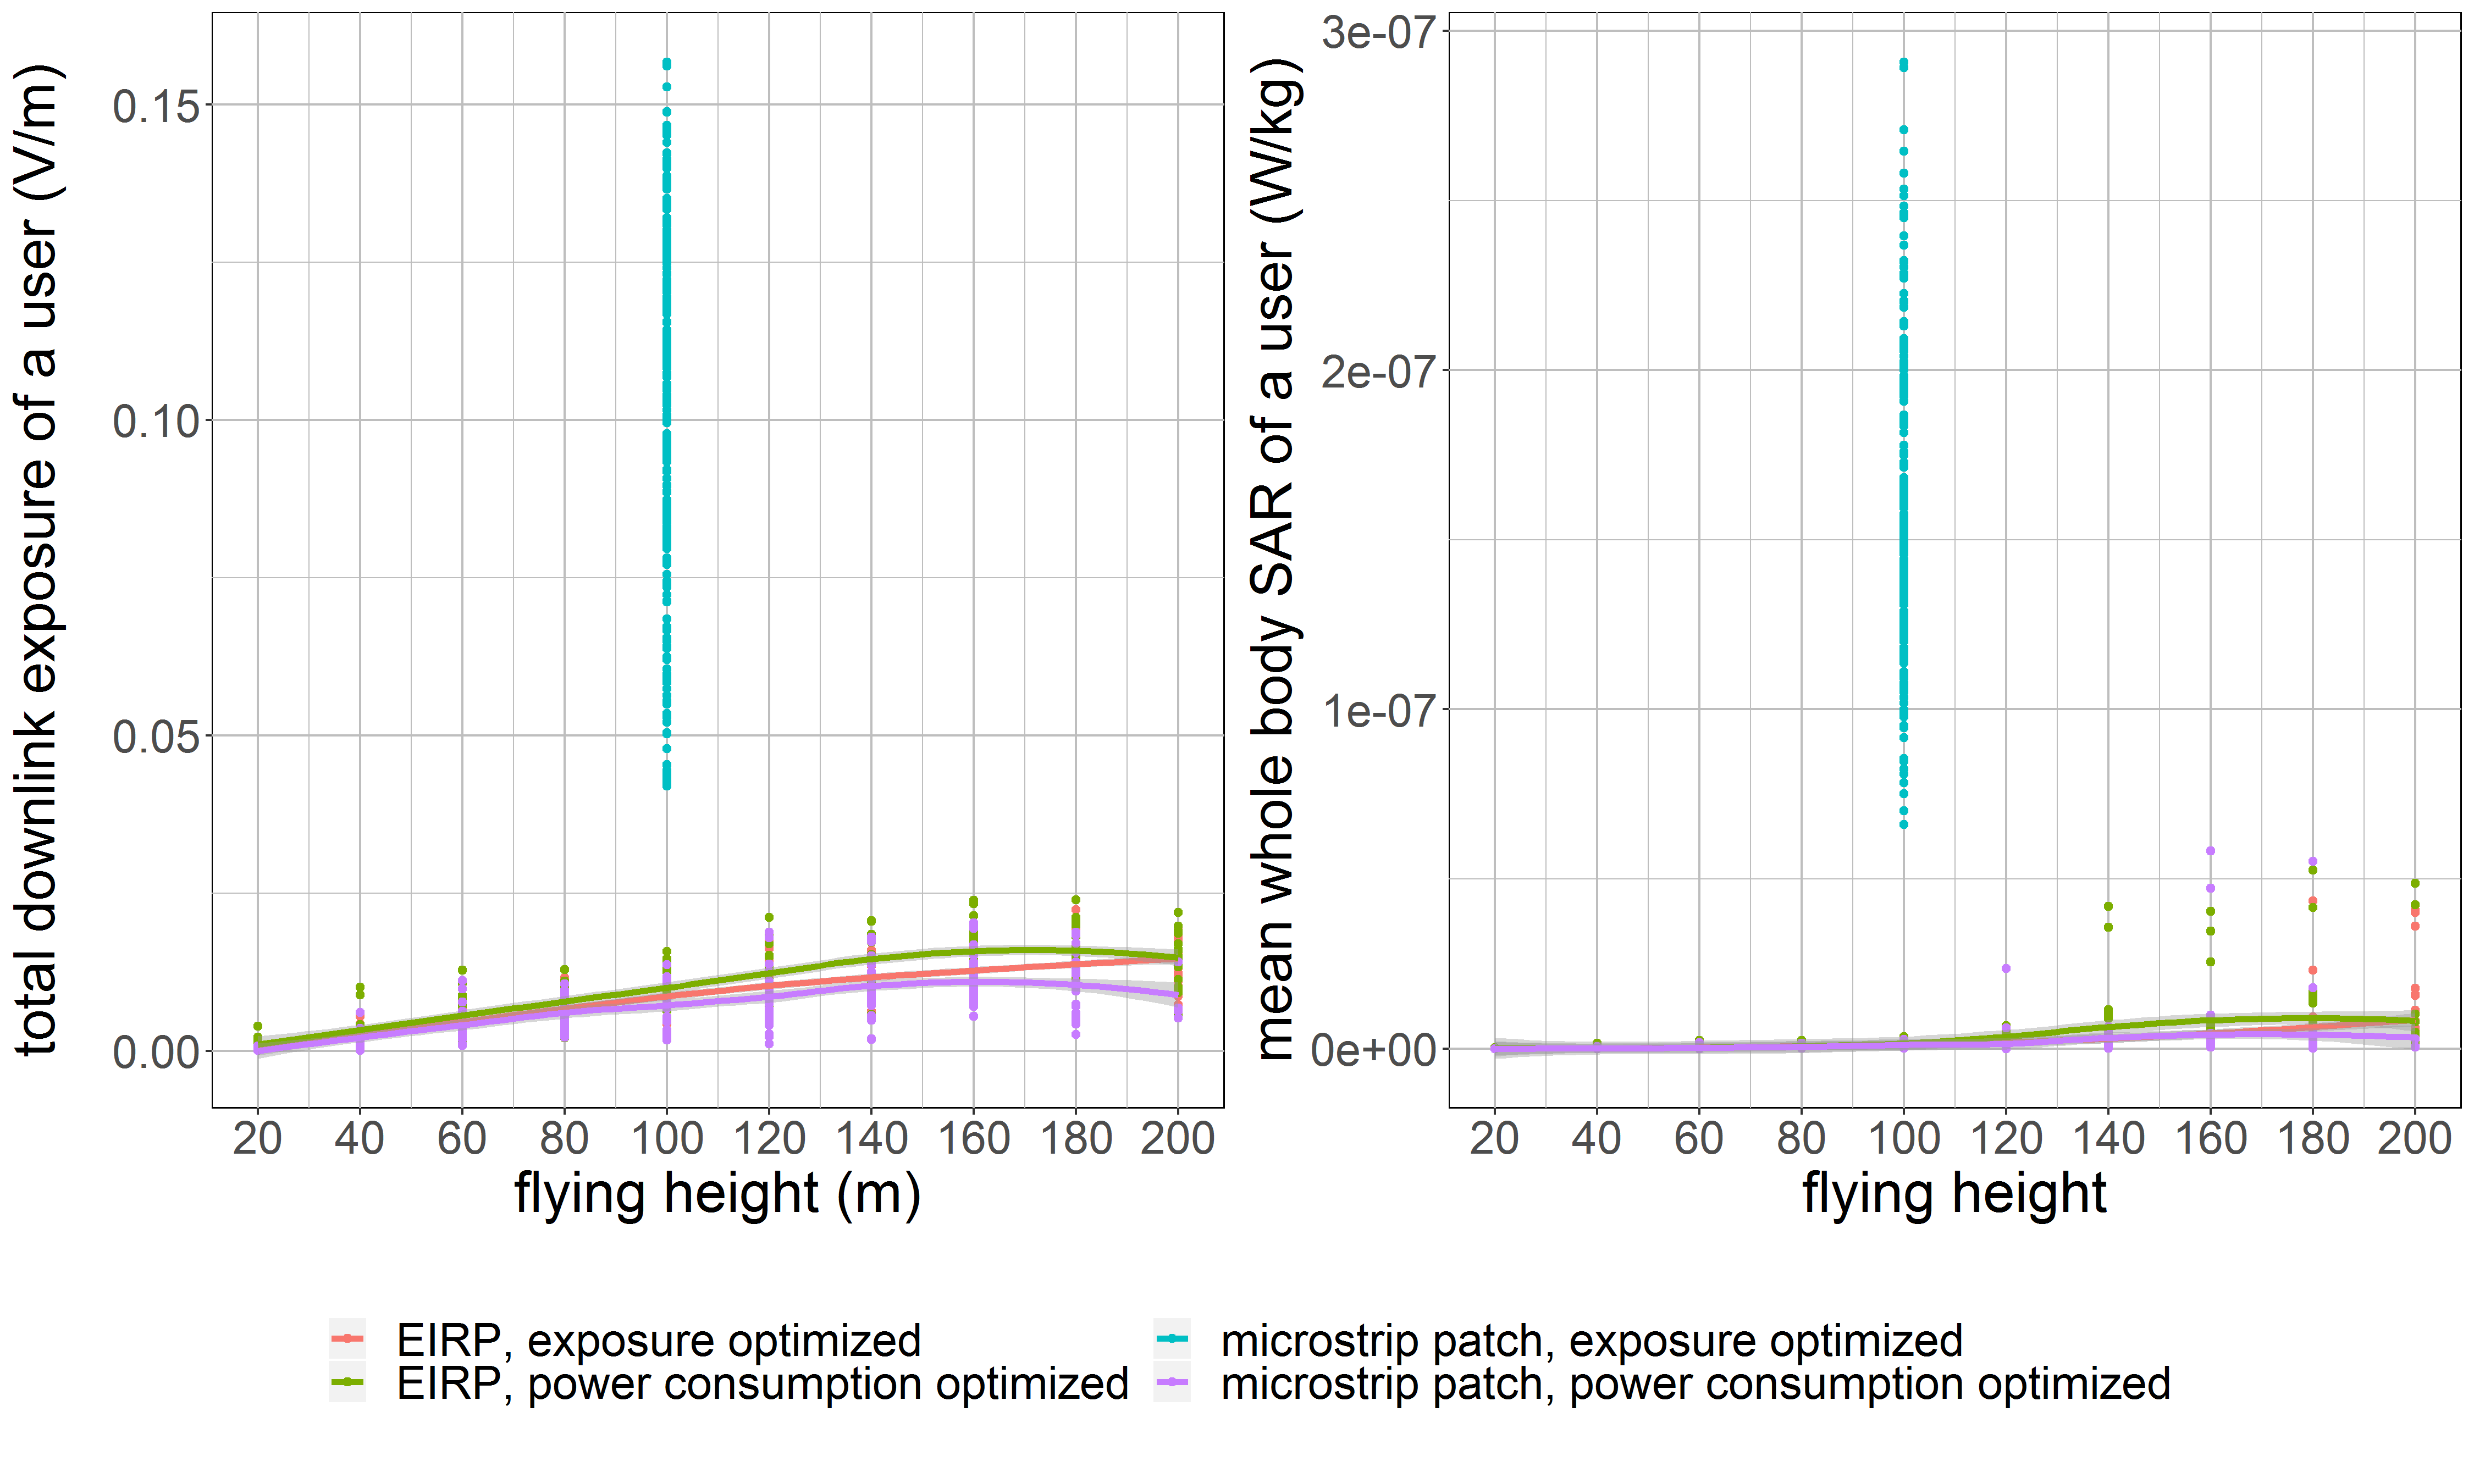 total downlink exposure of a user (V/m)
0.15
0.10
0.05
0.00
20 40 60 80 100 120 140 160 180 200
flying height (m)
mean whole body SAR of a user (W/kg)
3e-07
2e-07
1e-07
0e+00
20 40 60 80 100 120 140 160 180 200
flying height
EIRP, exposure optimized
EIRP, power consumption optimized
microstrip patch, exposure optimized
microstrip patch, power consumption optimized